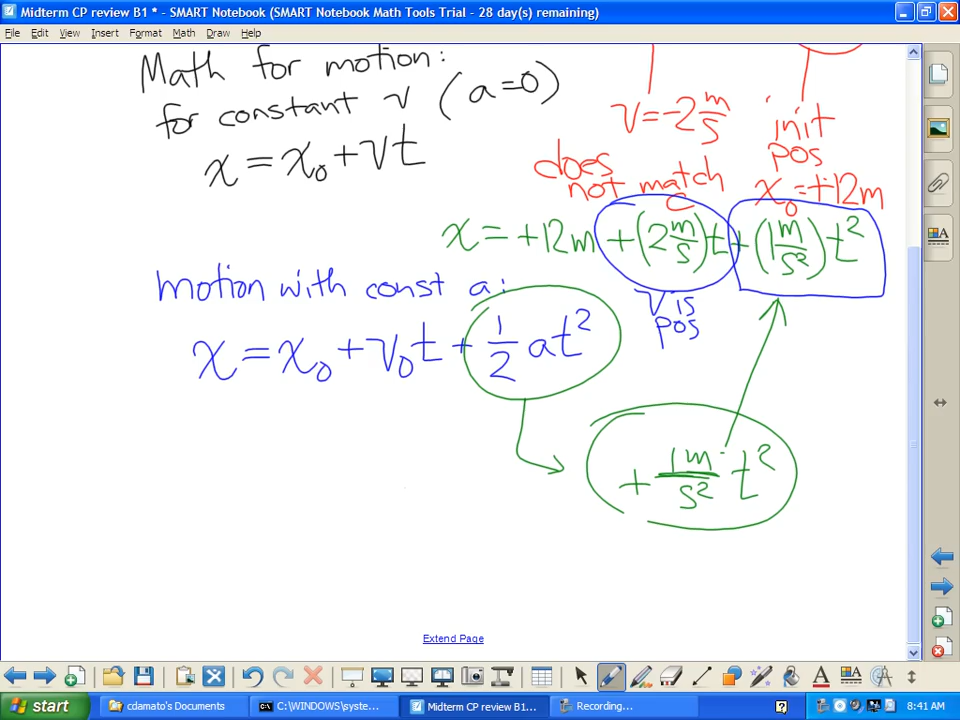 Midterm CP review B1 * - SMART Notebook (SMART Notebook Math Tools Trial - 28 day(s) remaining)
File Edit View Insert Format Math Draw Help
Math for motion:
for constant v (a=0)
x = x₀ + vt
v = -2 m/s
init
pos
x₀ = +12m
does
not match
x = +12m + (2 m/s)t + (1 m/s²)t²
v is
pos
motion with const a:
x = x₀ + v₀t + 1/2 at²
+ 1m/s² t²
Extend Page
start
cdamato's Documents
C:\WINDOWS\syste...
Midterm CP review B1...
Recording...
8:41 AM